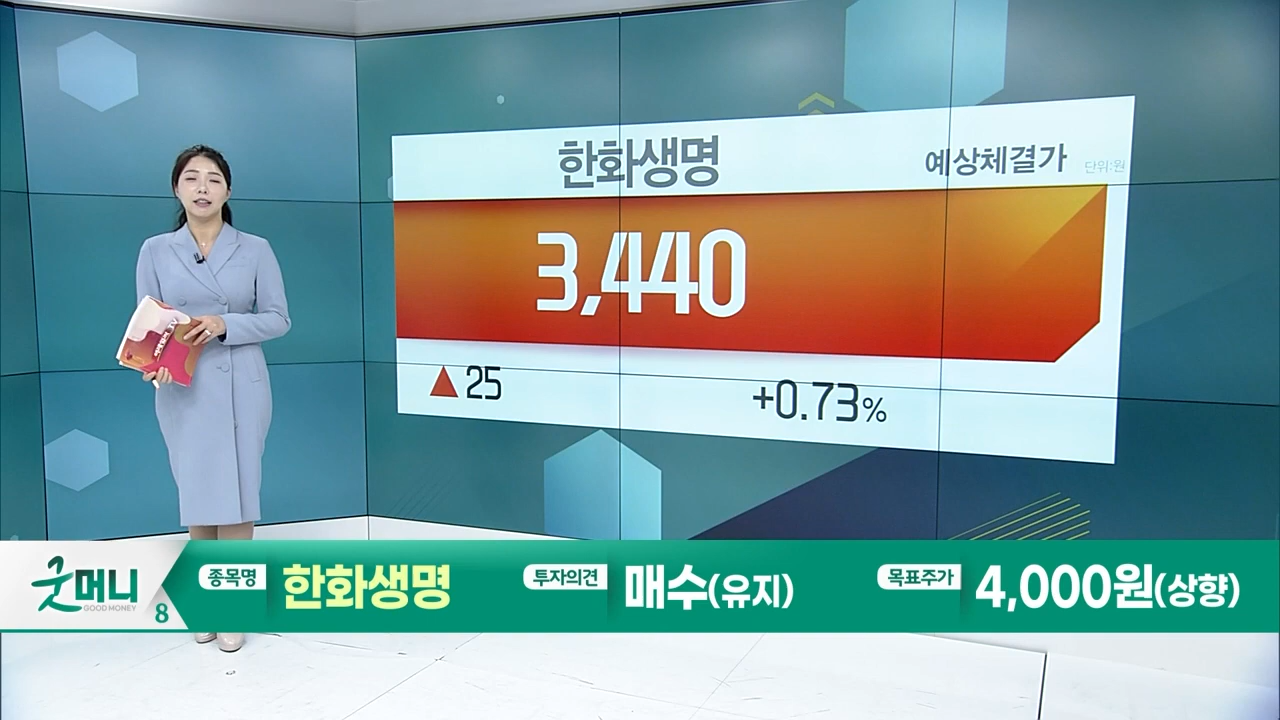 한화생명
예상체결가 단위:원
3,440
▲25 +0.73%
굿머니
GOOD MONEY
8
종목명 한화생명 투자의견 매수(유지) 목표주가 4,000원(상향)